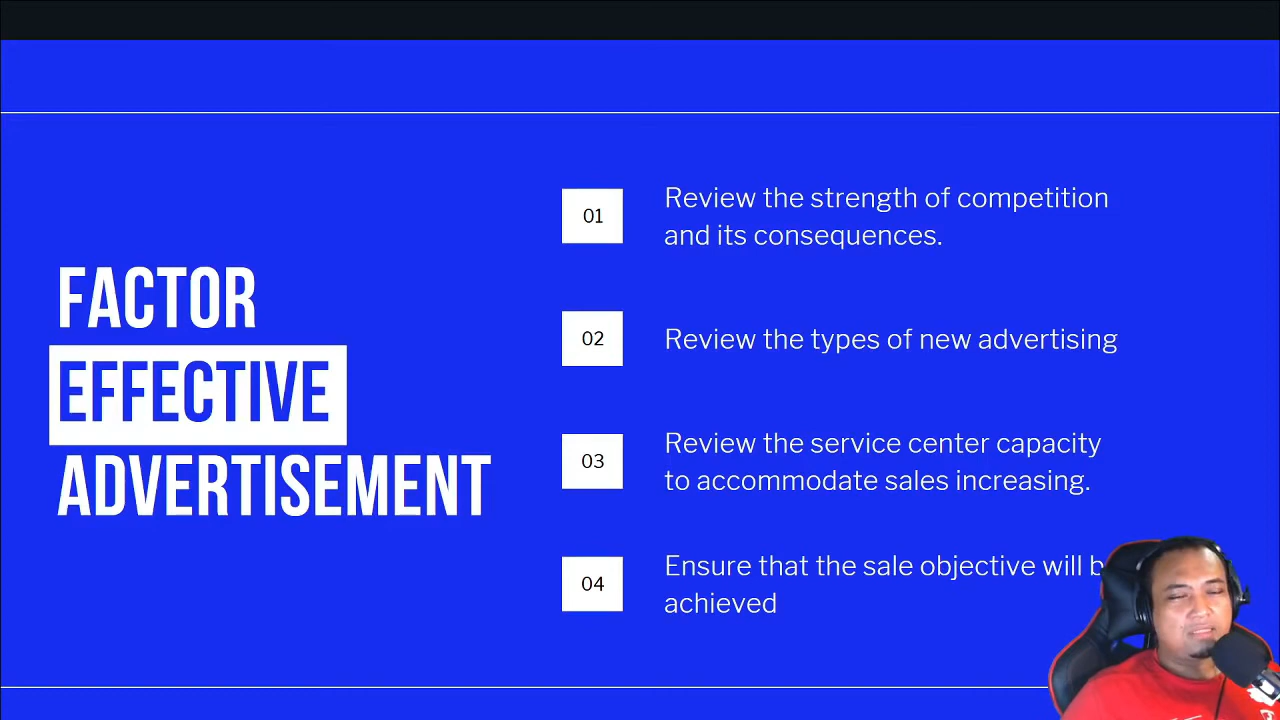 FACTOR
EFFECTIVE
ADVERTISEMENT
01
Review the strength of competition
and its consequences.
02
Review the types of new advertising
03
Review the service center capacity
to accommodate sales increasing.
04
Ensure that the sale objective will
achieved